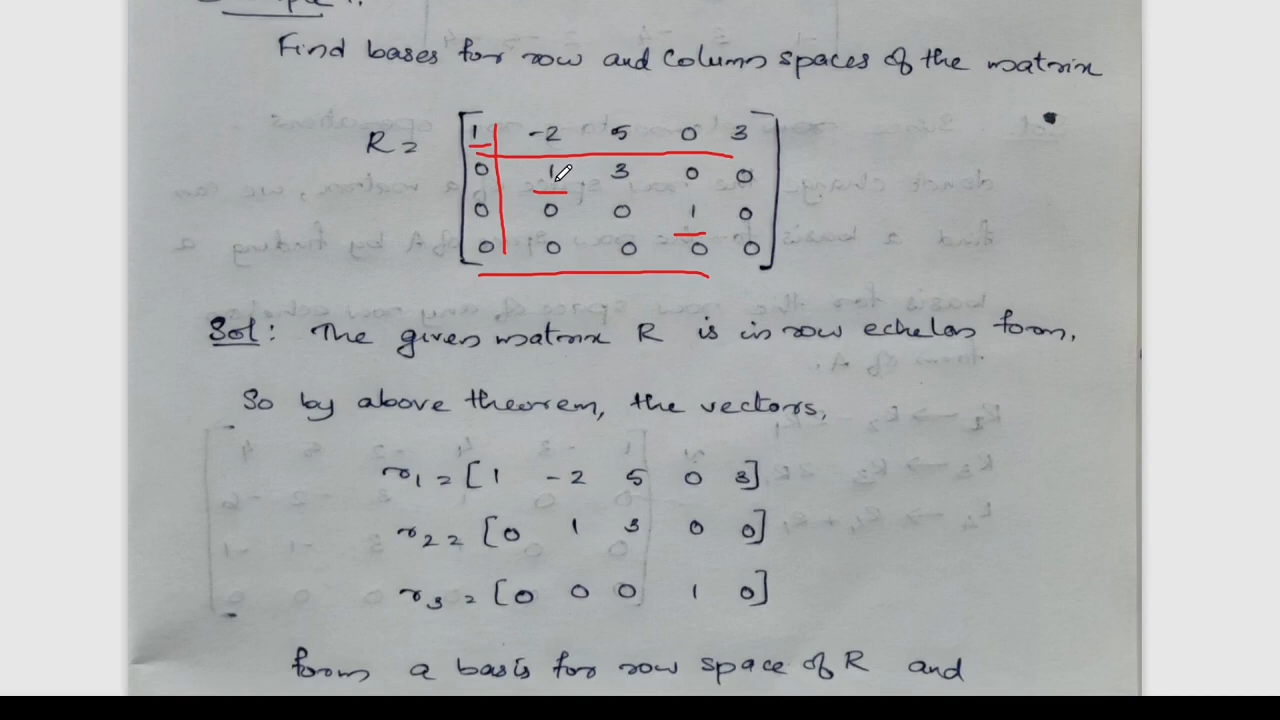 Find bases for row and column spaces of the matrix
R = [ 1 -2 5 0 3
0 1 3 0 0
0 0 0 1 0
0 0 0 0 0 ]
Sol: The given matrix R is in row echelon form.
So by above theorem, the vectors,
r1 = [1 -2 5 0 3]
r2 = [0 1 3 0 0]
r3 = [0 0 0 1 0]
form a basis for row space of R and